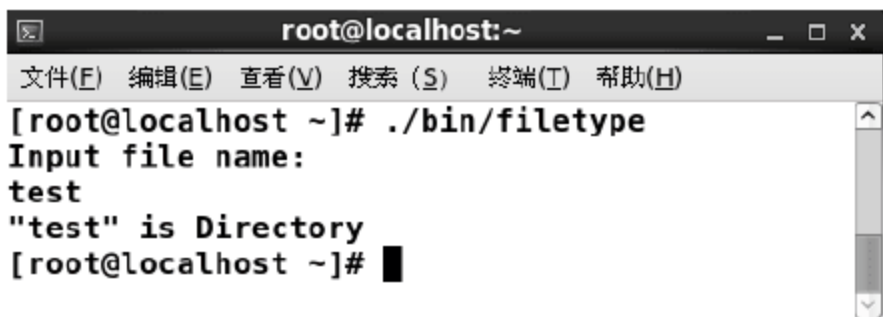 root@localhost:~
文件(F) 编辑(E) 查看(V) 搜索 (S) 终端(T) 帮助(H)
[root@localhost ~]# ./bin/filetype
Input file name:
test
"test" is Directory
[root@localhost ~]#